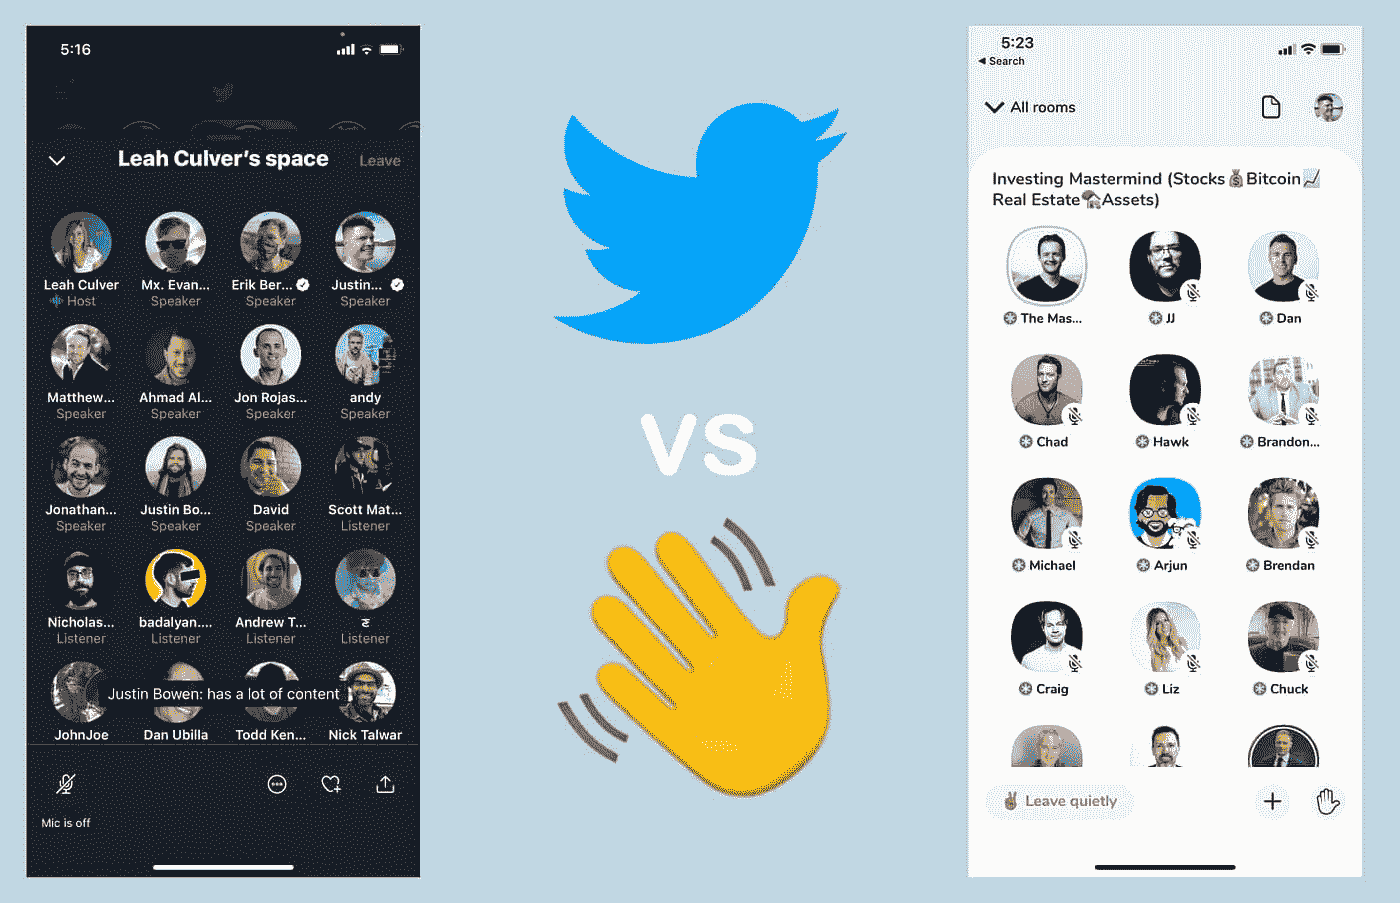 5:16
Leah Culver's space
Leave
Leah Culver
Mx. Evan...
Erik Ber...
Justin...
Host
Speaker
Speaker
Speaker
Matthew...
Ahmad Al...
Jon Rojas...
andy
Speaker
Speaker
Speaker
Speaker
Jonathan...
Justin Bo...
David
Scott Mat...
Speaker
Speaker
Speaker
Listener
Nicholas...
badalyan....
Andrew T...
ड
Listener
Listener
Listener
Listener
Justin Bowen: has a lot of content
JohnJoe
Dan Ubilla
Todd Ken...
Nick Talwar
Mic is off
VS
5:23
Search
All rooms
Investing Mastermind (Stocks💰Bitcoin📈
Real Estate🏠Assets)
The Mas...
JJ
Dan
Chad
Hawk
Brandon...
Michael
Arjun
Brendan
Craig
Liz
Chuck
✌️ Leave quietly